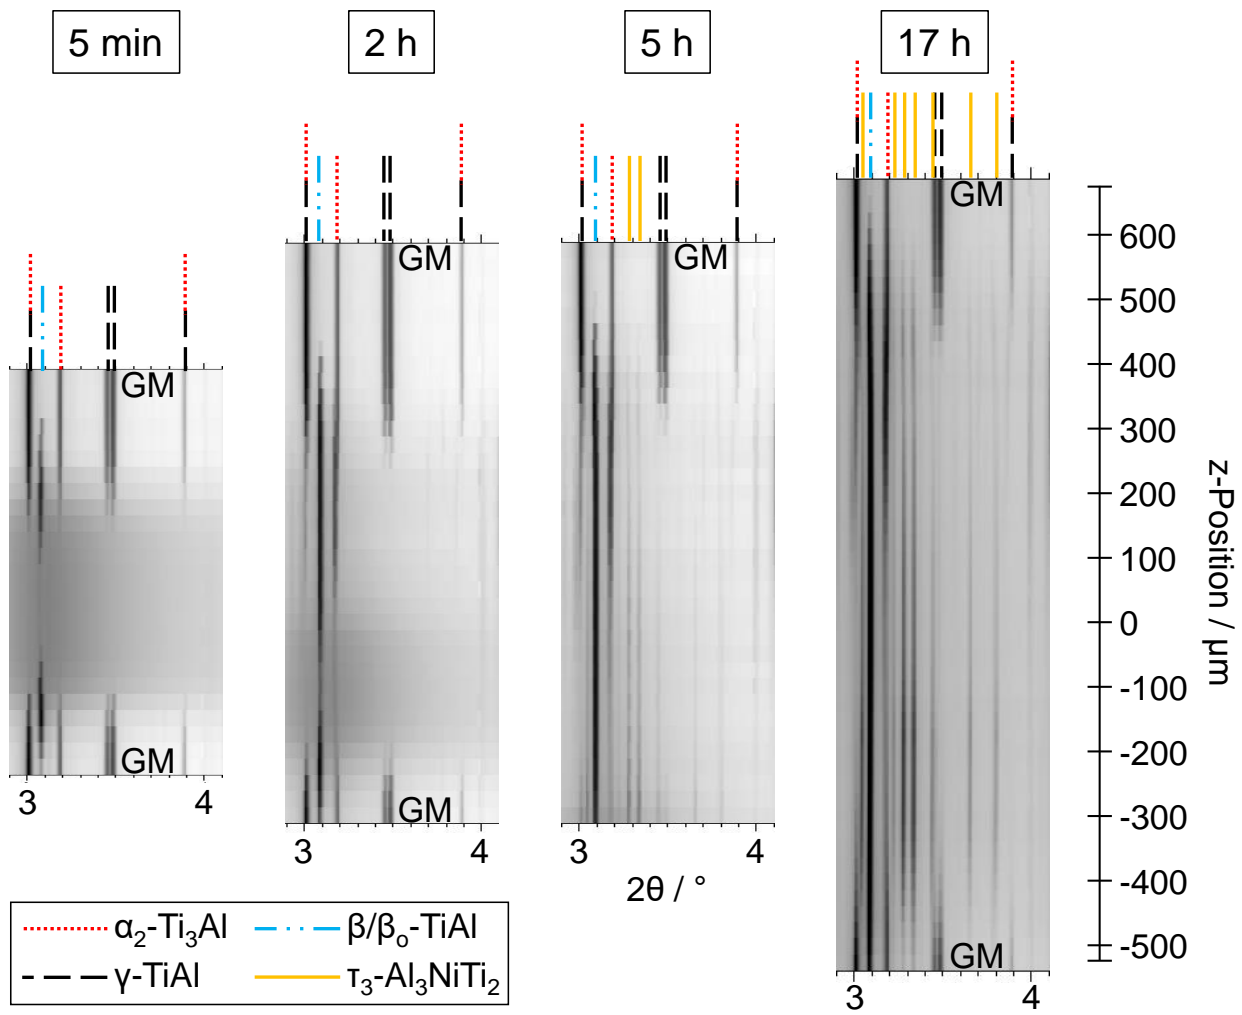 5 min
2 h
5 h
17 h
GM
GM
GM
GM
600
500
400
300
200
100
0
-100
-200
-300
-400
-500
z-Position / µm
GM
GM
GM
3
4
3
4
3
4
3
4
2θ / °
α₂-Ti₃Al
β/βₒ-TiAl
γ-TiAl
τ₃-Al₃NiTi₂